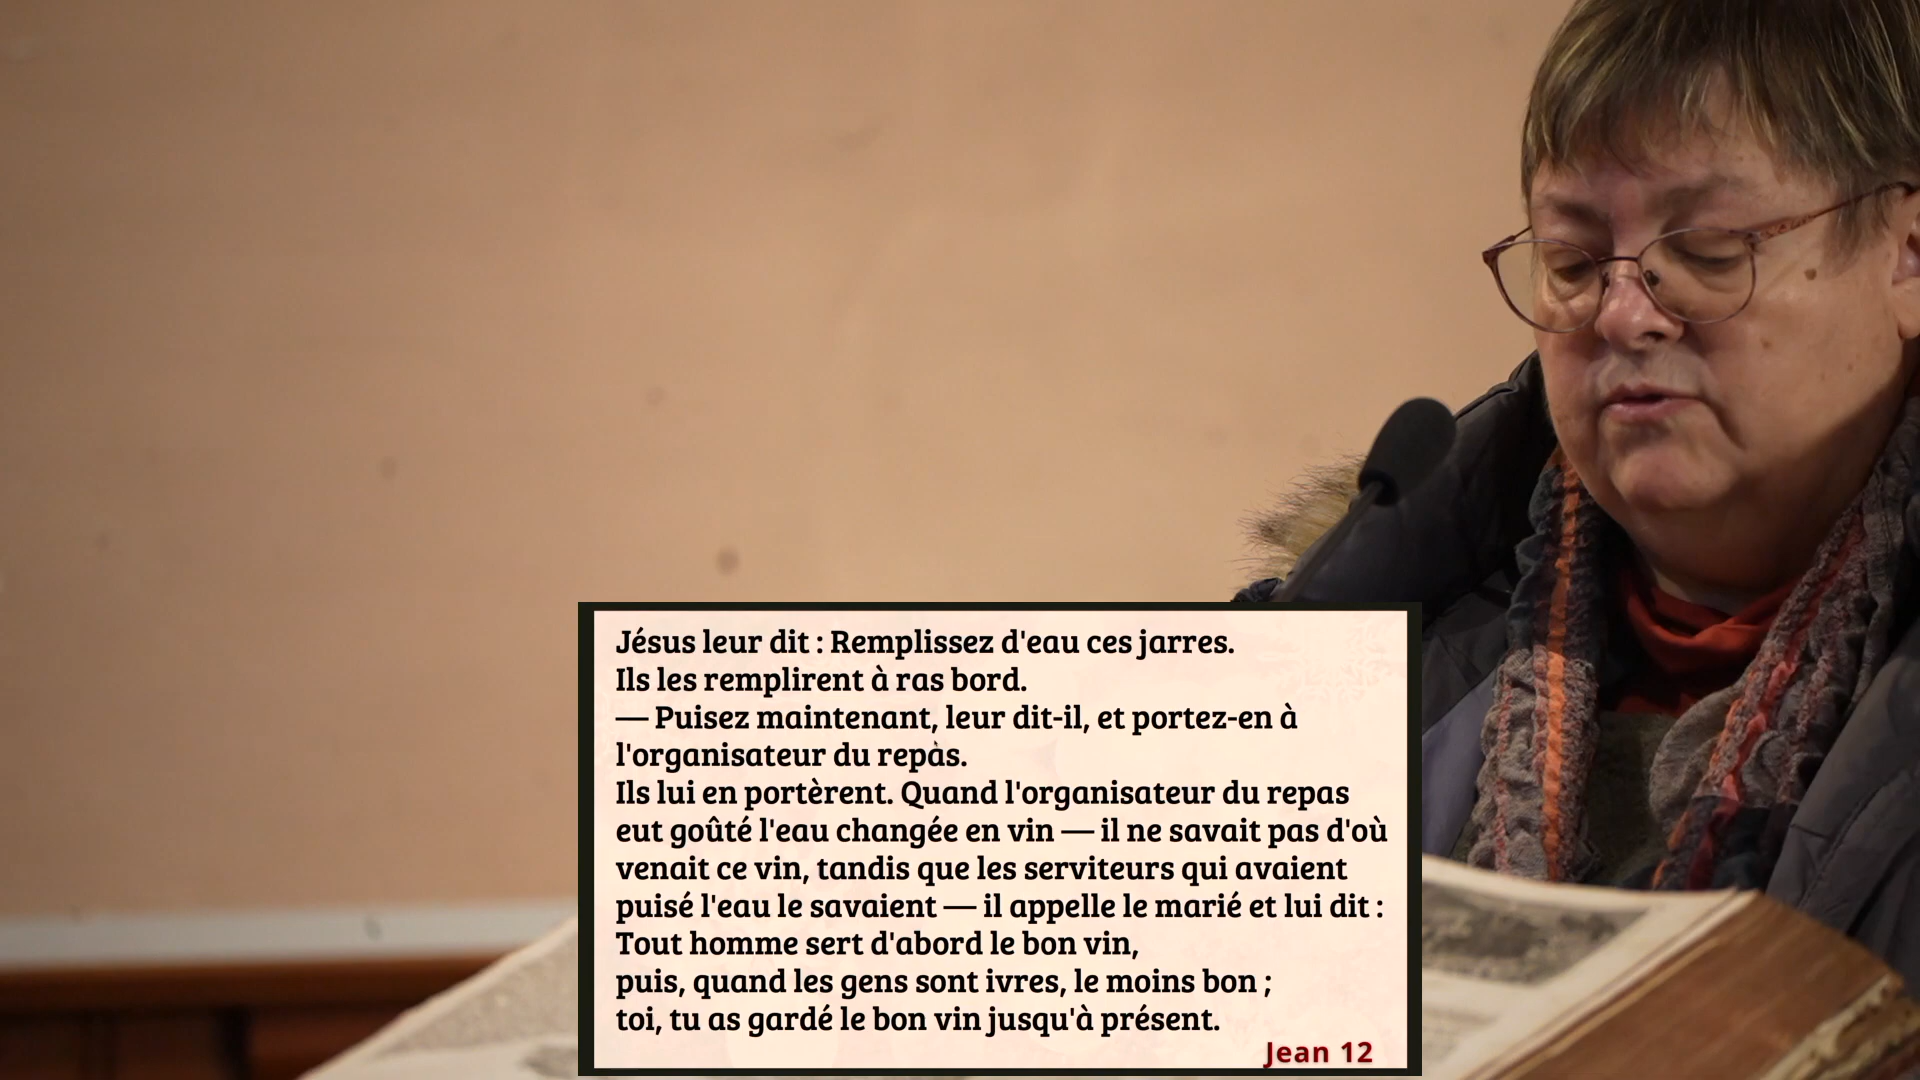 Jésus leur dit : Remplissez d'eau ces jarres.
Ils les remplirent à ras bord.
— Puisez maintenant, leur dit-il, et portez-en à
l'organisateur du repas.
Ils lui en portèrent. Quand l'organisateur du repas
eut goûté l'eau changée en vin — il ne savait pas d'où
venait ce vin, tandis que les serviteurs qui avaient
puisé l'eau le savaient — il appelle le marié et lui dit :
Tout homme sert d'abord le bon vin,
puis, quand les gens sont ivres, le moins bon ;
toi, tu as gardé le bon vin jusqu'à présent.
Jean 12